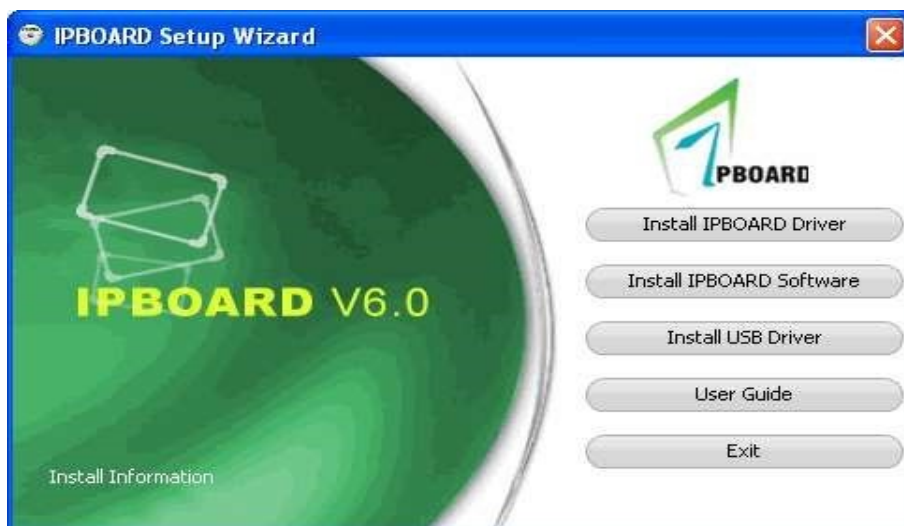 IPBOARD Setup Wizard
IPBOARD
Install IPBOARD Driver
Install IPBOARD Software
Install USB Driver
User Guide
Exit
IPBOARD V6.0
Install Information